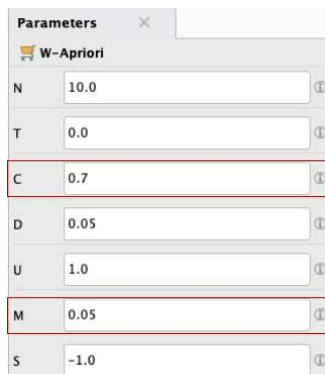 Parameters ×
W-Apriori
N 10.0
T 0.0
C 0.7
D 0.05
U 1.0
M 0.05
S -1.0